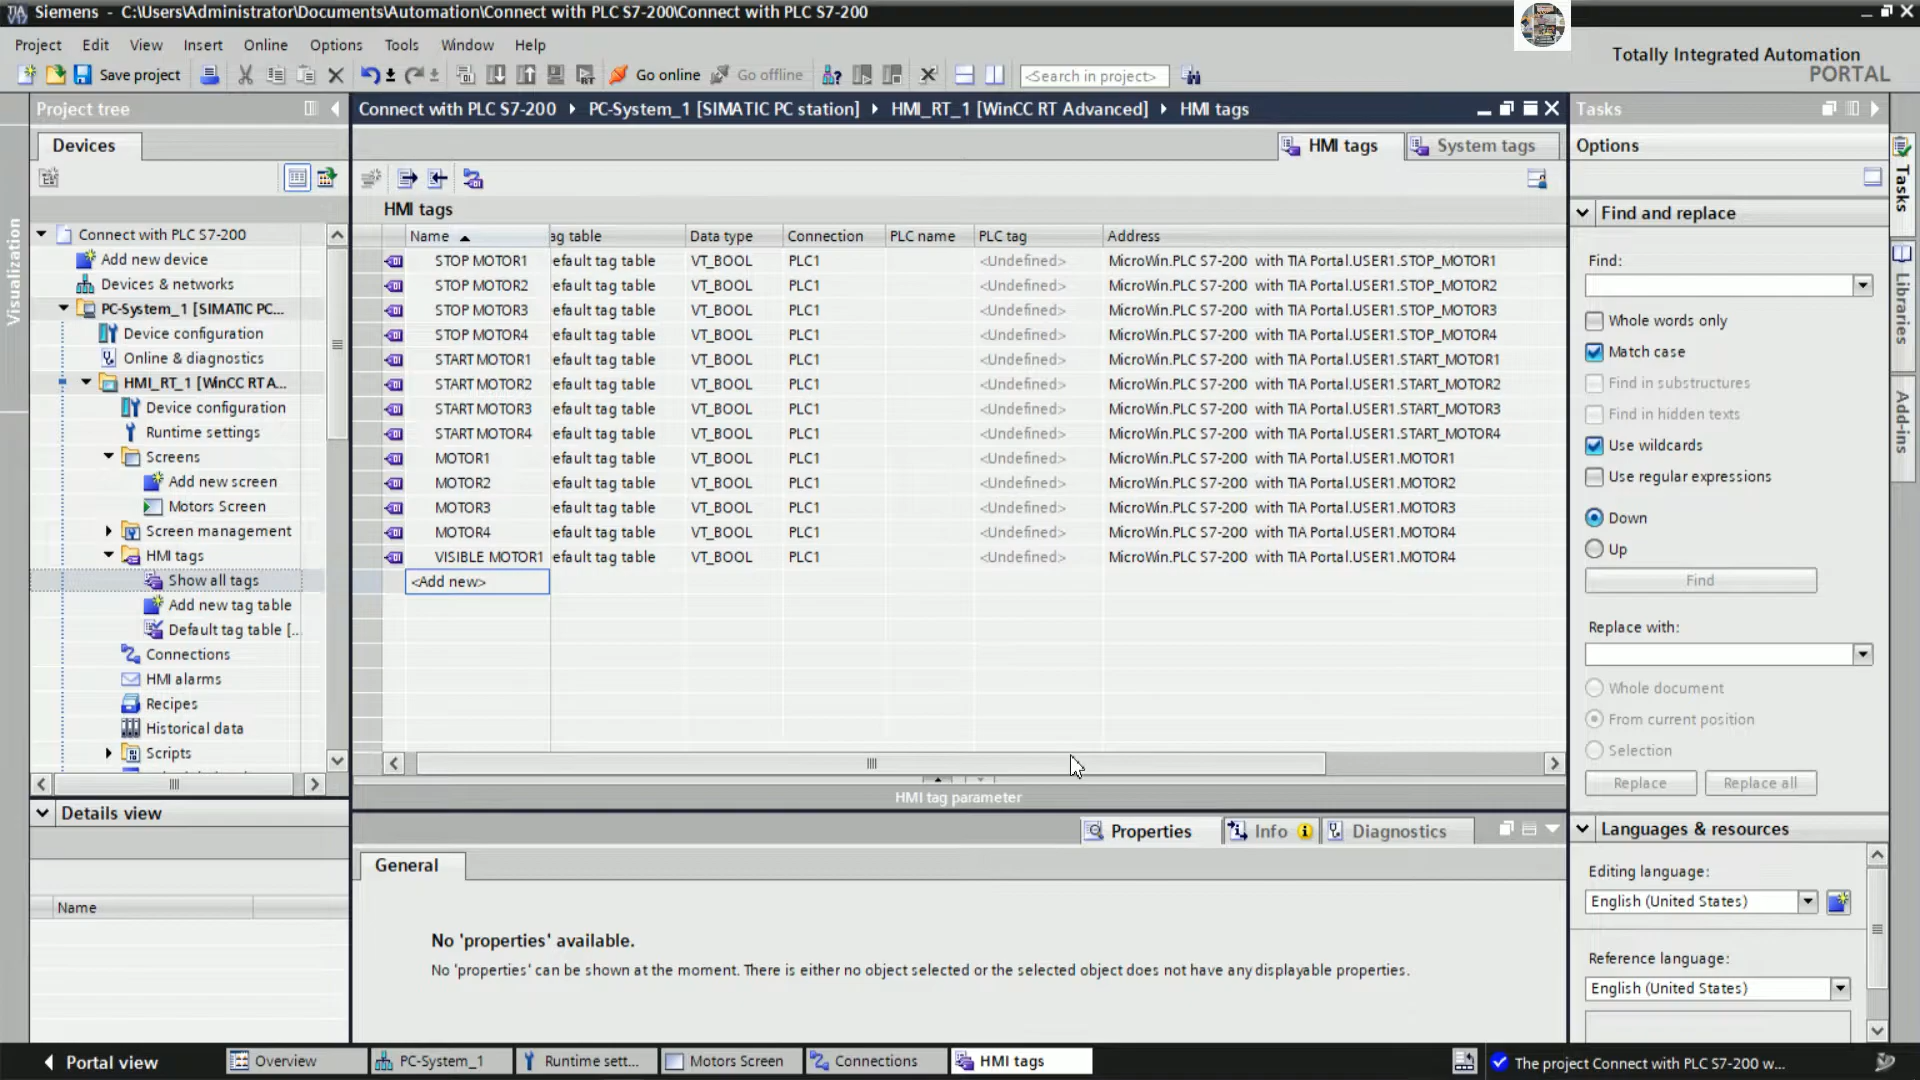 Siemens - C:\Users\Administrator\Documents\Automation\Connect with PLC S7-200\Connect with PLC S7-200
Project Edit View Insert Online Options Tools Window Help
Totally Integrated Automation
PORTAL
Save project
Go online
Go offline
<Search in project>
Project tree
Connect with PLC S7-200 PC-System_1 [SIMATIC PC station] HMI_RT_1 [WinCC RT Advanced] HMI tags
Tasks
Devices
HMI tags
System tags
Options
Visualization
Connect with PLC S7-200
Add new device
Devices & networks
PC-System_1 [SIMATIC PC...
Device configuration
Online & diagnostics
HMI_RT_1 [WinCC RT A...
Device configuration
Runtime settings
Screens
Add new screen
Motors Screen
Screen management
HMI tags
Show all tags
Add new tag table
Default tag table [...
Connections
HMI alarms
Recipes
Historical data
Scripts
Details view
Name
HMI tags
Name ag table Data type Connection PLC name PLC tag Address
STOP MOTOR1 efault tag table VT_BOOL PLC1 <Undefined> MicroWin.PLC S7-200 with TIA Portal.USER1.STOP_MOTOR1
STOP MOTOR2 efault tag table VT_BOOL PLC1 <Undefined> MicroWin.PLC S7-200 with TIA Portal.USER1.STOP_MOTOR2
STOP MOTOR3 efault tag table VT_BOOL PLC1 <Undefined> MicroWin.PLC S7-200 with TIA Portal.USER1.STOP_MOTOR3
STOP MOTOR4 efault tag table VT_BOOL PLC1 <Undefined> MicroWin.PLC S7-200 with TIA Portal.USER1.STOP_MOTOR4
START MOTOR1 efault tag table VT_BOOL PLC1 <Undefined> MicroWin.PLC S7-200 with TIA Portal.USER1.START_MOTOR1
START MOTOR2 efault tag table VT_BOOL PLC1 <Undefined> MicroWin.PLC S7-200 with TIA Portal.USER1.START_MOTOR2
START MOTOR3 efault tag table VT_BOOL PLC1 <Undefined> MicroWin.PLC S7-200 with TIA Portal.USER1.START_MOTOR3
START MOTOR4 efault tag table VT_BOOL PLC1 <Undefined> MicroWin.PLC S7-200 with TIA Portal.USER1.START_MOTOR4
MOTOR1 efault tag table VT_BOOL PLC1 <Undefined> MicroWin.PLC S7-200 with TIA Portal.USER1.MOTOR1
MOTOR2 efault tag table VT_BOOL PLC1 <Undefined> MicroWin.PLC S7-200 with TIA Portal.USER1.MOTOR2
MOTOR3 efault tag table VT_BOOL PLC1 <Undefined> MicroWin.PLC S7-200 with TIA Portal.USER1.MOTOR3
MOTOR4 efault tag table VT_BOOL PLC1 <Undefined> MicroWin.PLC S7-200 with TIA Portal.USER1.MOTOR4
VISIBLE MOTOR1 efault tag table VT_BOOL PLC1 <Undefined> MicroWin.PLC S7-200 with TIA Portal.USER1.MOTOR4
<Add new>
HMI tag parameter
Properties
Info
Diagnostics
General
No 'properties' available.
No 'properties' can be shown at the moment. There is either no object selected or the selected object does not have any displayable properties.
Find and replace
Find:
Whole words only
Match case
Find in substructures
Find in hidden texts
Use wildcards
Use regular expressions
Down
Up
Find
Replace with:
Whole document
From current position
Selection
Replace
Replace all
Languages & resources
Editing language:
English (United States)
Reference language:
English (United States)
Tasks
Libraries
Add-ins
Portal view
Overview
PC-System_1
Runtime sett...
Motors Screen
Connections
HMI tags
The project Connect with PLC S7-200 w...